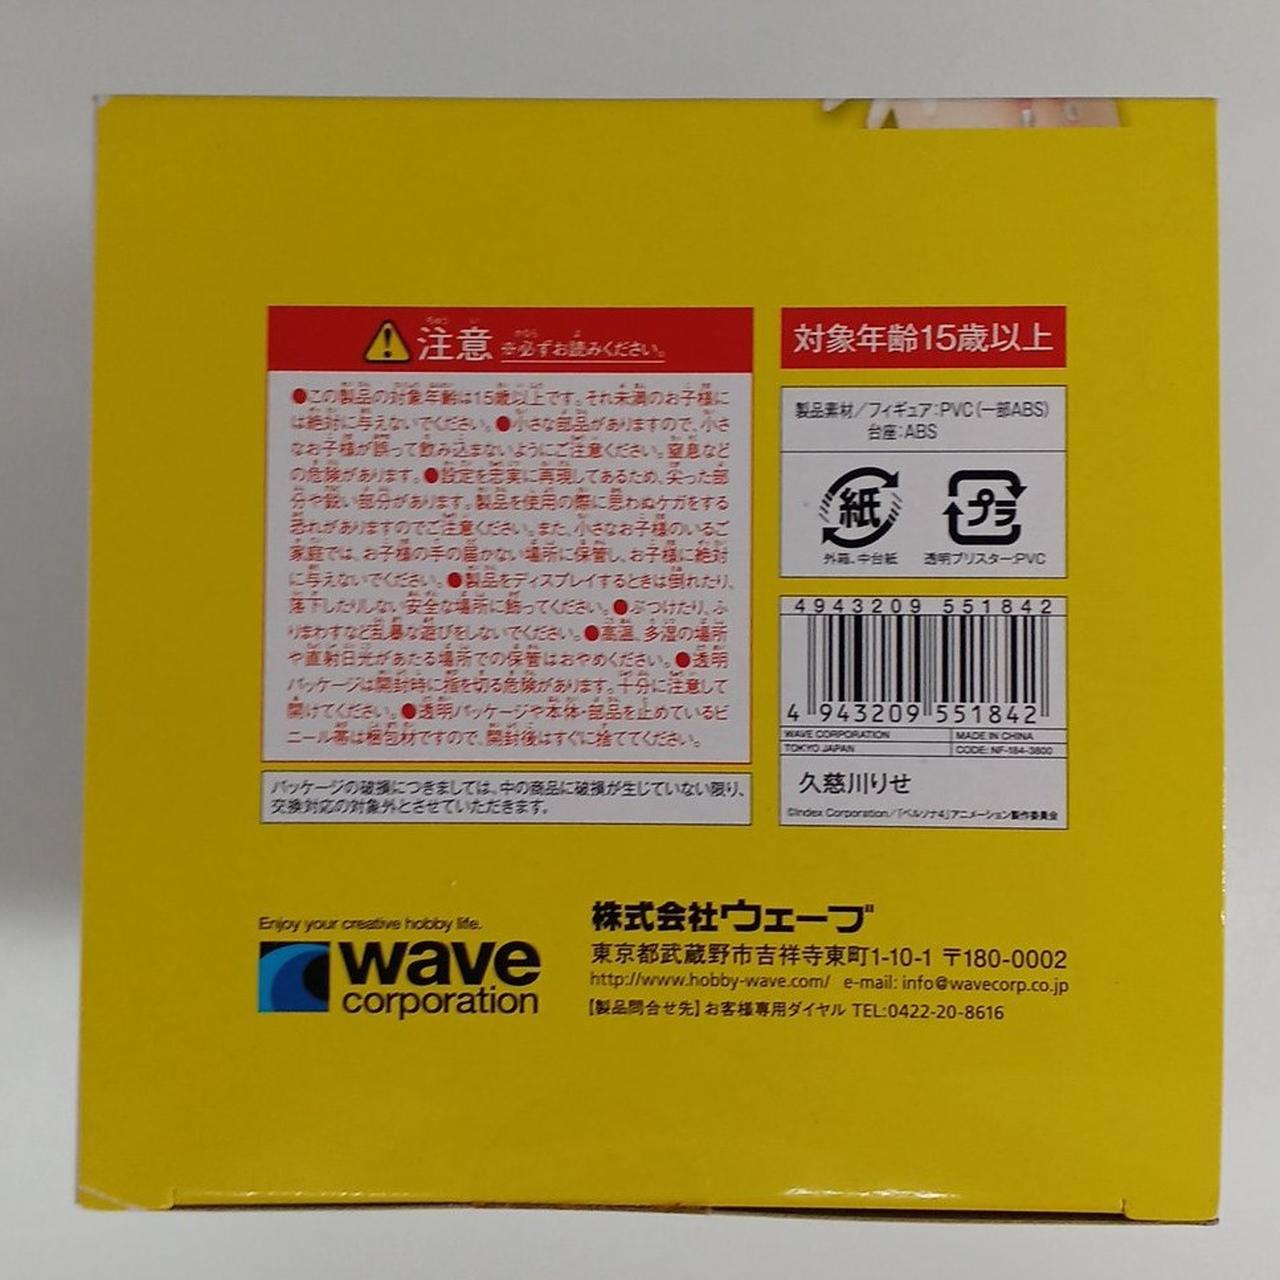 注意 ※必ずお読みください。
●この製品の対象年齢は15歳以上です。それ未満のお子様に
は絶対に与えないでください。●小さな部品がありますので、小さ
なお子様が誤って飲み込まないようにご注意ください。窒息など
の危険があります。●設定を忠実に再現してあるため、尖った部
分や鋭い部分があります。製品を使用の際に思わぬケガをする
恐れがありますのでご注意ください。また、小さなお子様のいるご
家庭では、お子様の手の届かない場所に保管し、お子様に絶対
に与えないでください。●製品をディスプレイするときは倒れたり、
落下したりしない安全な場所に飾ってください。●ぶつけたり、ふ
りまわすなど乱暴な遊びをしないでください。●高温、多湿の場所
や直射日光があたる場所での保管はおやめください。●透明
パッケージは開封時に指を切る危険があります。十分に注意して
開けてください。●透明パッケージや本体・部品を止めているビ
ニール帯は梱包材ですので、開封後はすぐに捨ててください。
パッケージの破損につきましては、中の商品に破損が生じていない限り、
交換対応の対象外とさせていただきます。
対象年齢15歳以上
製品素材/フィギュア:PVC(一部ABS)
台座:ABS
紙 プラ
外箱、中台紙 透明ブリスター:PVC
4943209 551842
4 943209 551842
WAVE CORPORATION MADE IN CHINA
TOKYO JAPAN CODE: NF-184-3800
久慈川りせ
©Index Corporation/「ペルソナ4」アニメーション製作委員会
Enjoy your creative hobby life.
wave
corporation
株式会社ウェーブ
東京都武蔵野市吉祥寺東町1-10-1 〒180-0002
http://www.hobby-wave.com/ e-mail: info@wavecorp.co.jp
【製品問合せ先】お客様専用ダイヤル TEL:0422-20-8616